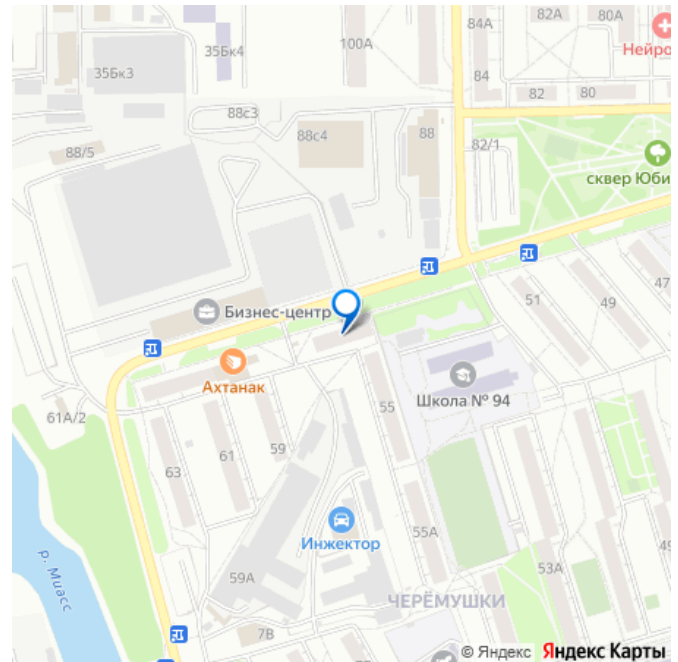 82А
80А
84А
35Бк4
100А
Нейро
35Бк3
84
82
80
88с3
88с4
88
82/1
88/5
сквер Юби
47
51
49
Бизнес-центр
Ахтанак
Школа № 94
55
61А/2
59
61
63
Инжектор
55А
49
р. Миасс
59А
53А
ЧЕРЁМУШКИ
7В
© Яндекс Яндекс Карты